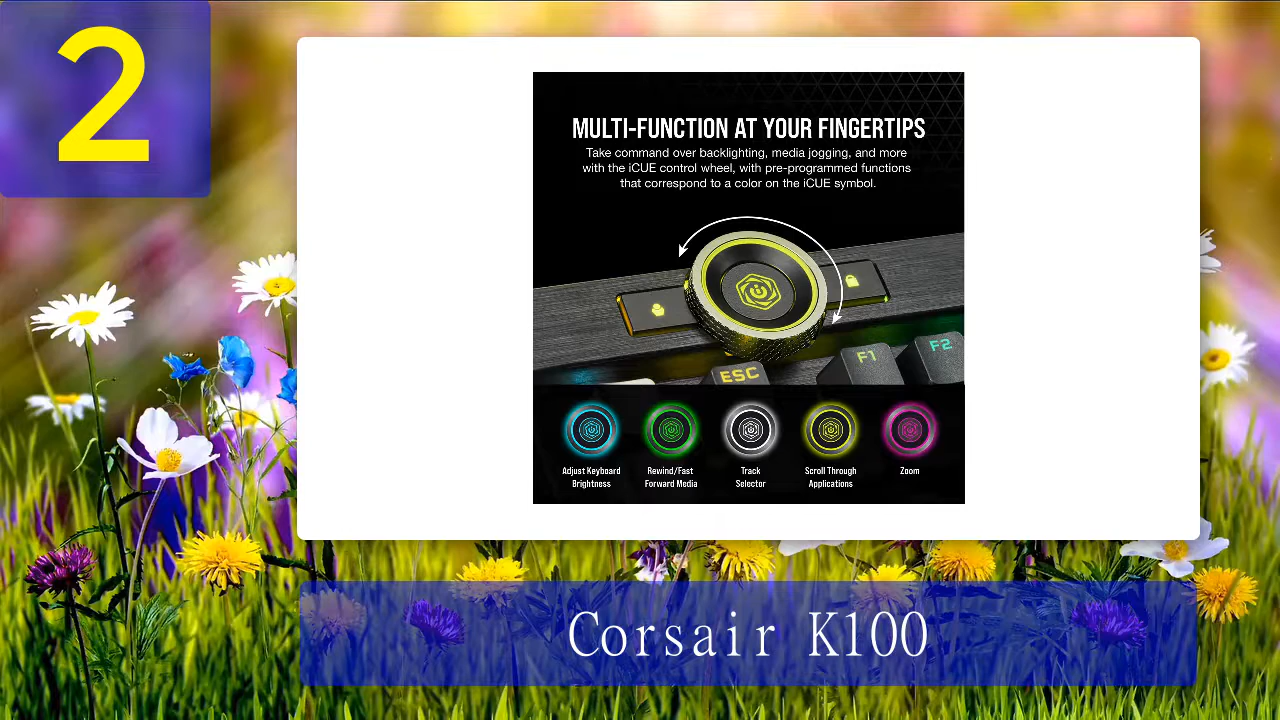 2
MULTI-FUNCTION AT YOUR FINGERTIPS
Take command over backlighting, media jogging, and more
with the iCUE control wheel, with pre-programmed functions
that correspond to a color on the iCUE symbol.
ESC
F1
F2
Adjust Keyboard
Brightness
Rewind/Fast
Forward Media
Track
Selector
Scroll Through
Applications
Zoom
Corsair K100